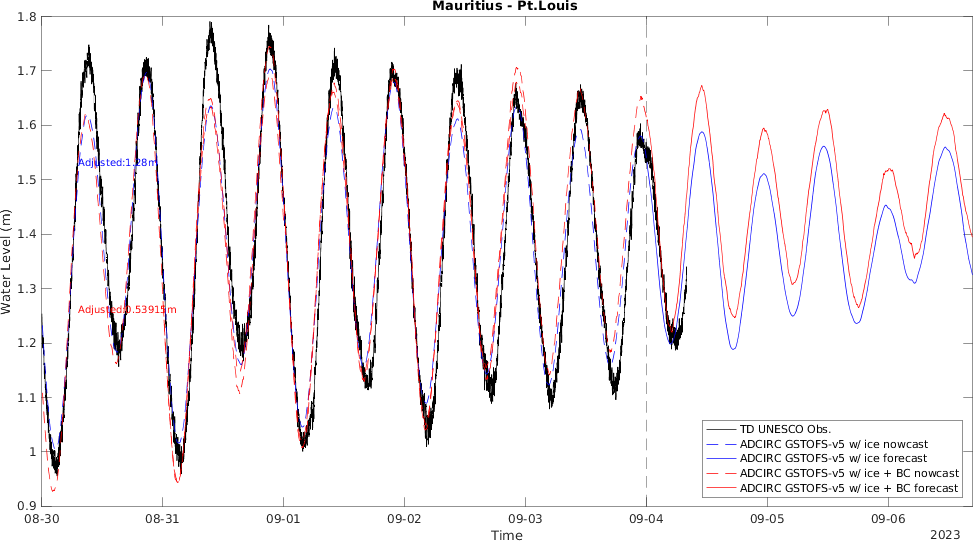 Mauritius - Pt.Louis
1.8
1.7
1.6
1.5
1.4
1.3
1.2
1.1
1
0.9
Water Level (m)
Adjusted:1.28m
Adjusted:0.53915m
TD UNESCO Obs.
ADCIRC GSTOFS-v5 w/ ice nowcast
ADCIRC GSTOFS-v5 w/ ice forecast
ADCIRC GSTOFS-v5 w/ ice + BC nowcast
ADCIRC GSTOFS-v5 w/ ice + BC forecast
08-30 08-31 09-01 09-02 09-03 09-04 09-05 09-06
Time
2023